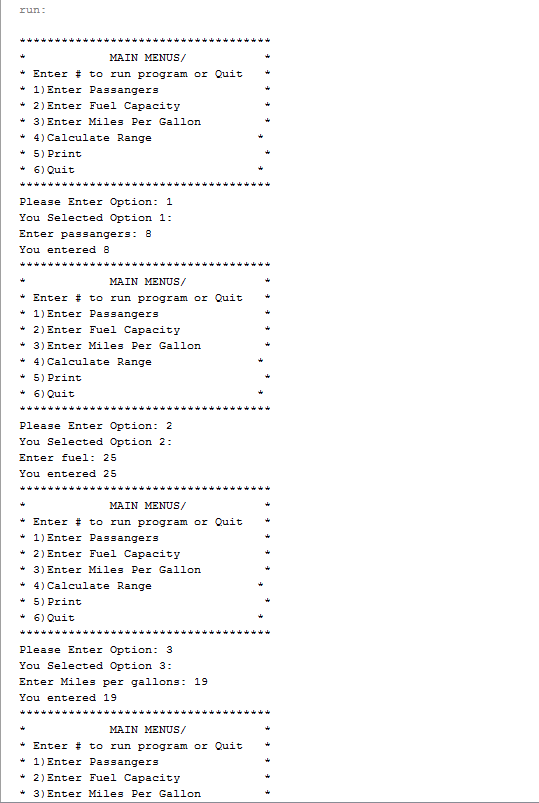 run:
************************************
* MAIN MENUS/ *
* Enter # to run program or Quit *
* 1)Enter Passangers *
* 2)Enter Fuel Capacity *
* 3)Enter Miles Per Gallon *
* 4)Calculate Range *
* 5)Print *
* 6)Quit *
************************************
Please Enter Option: 1
You Selected Option 1:
Enter passangers: 8
You entered 8
************************************
* MAIN MENUS/ *
* Enter # to run program or Quit *
* 1)Enter Passangers *
* 2)Enter Fuel Capacity *
* 3)Enter Miles Per Gallon *
* 4)Calculate Range *
* 5)Print *
* 6)Quit *
************************************
Please Enter Option: 2
You Selected Option 2:
Enter fuel: 25
You entered 25
************************************
* MAIN MENUS/ *
* Enter # to run program or Quit *
* 1)Enter Passangers *
* 2)Enter Fuel Capacity *
* 3)Enter Miles Per Gallon *
* 4)Calculate Range *
* 5)Print *
* 6)Quit *
************************************
Please Enter Option: 3
You Selected Option 3:
Enter Miles per gallons: 19
You entered 19
************************************
* MAIN MENUS/ *
* Enter # to run program or Quit *
* 1)Enter Passangers *
* 2)Enter Fuel Capacity *
* 3)Enter Miles Per Gallon *